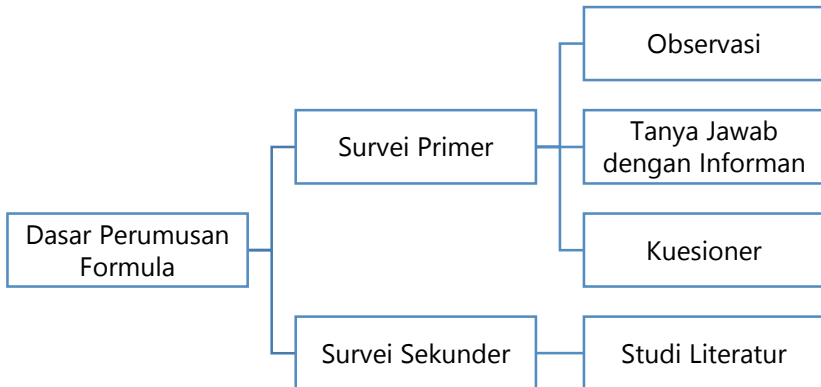 Dasar Perumusan
Formula
Survei Primer
Observasi
Tanya Jawab
dengan Informan
Kuesioner
Survei Sekunder
Studi Literatur